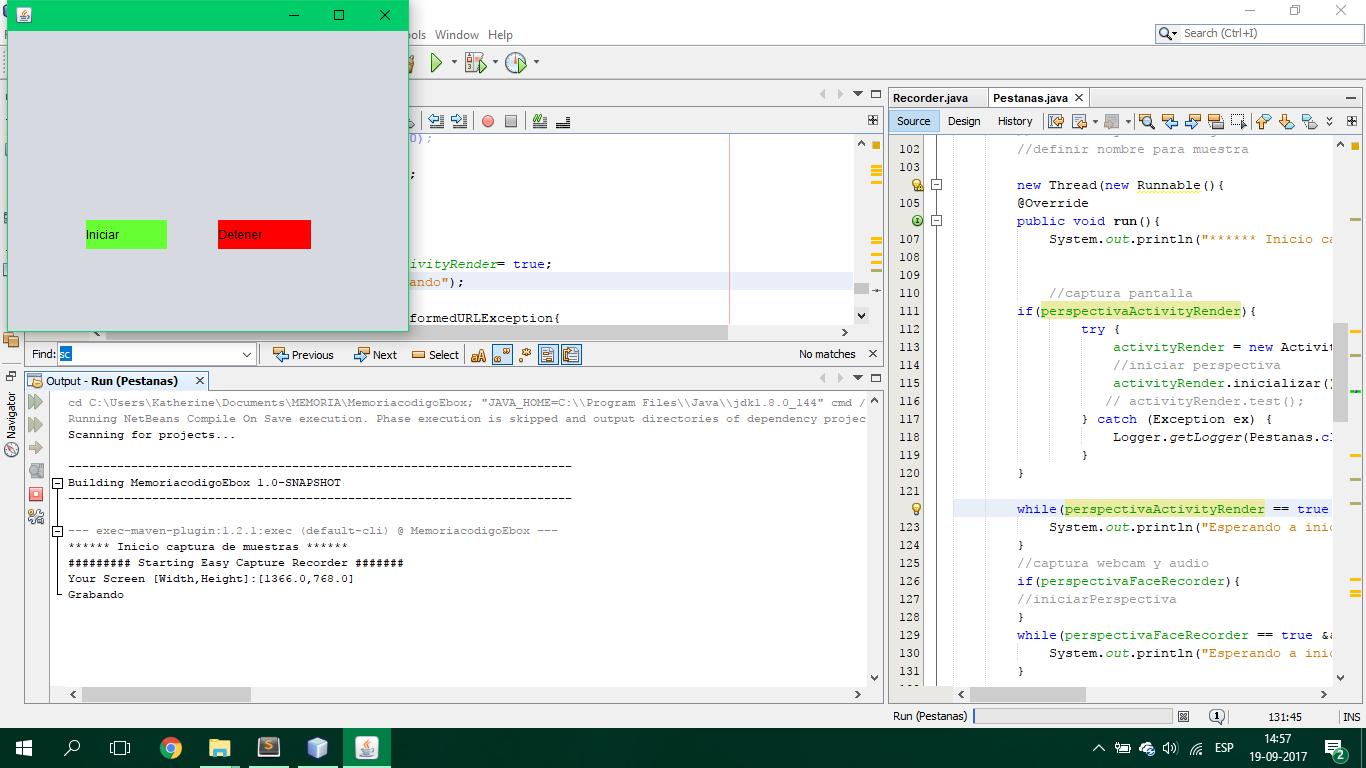 ools Window Help
Search (Ctrl+I)
Iniciar
Detener
);
;
ivityRender= true;
ando");
formedURLException{
Find: sc
Previous Next Select
No matches
Output - Run (Pestanas)
cd C:\Users\Katherine\Documents\MEMORIA\MemoriacodigoEbox; "JAVA_HOME=C:\\Program Files\\Java\\jdk1.8.0_144" cmd /
Running NetBeans Compile On Save execution. Phase execution is skipped and output directories of dependency projec
Scanning for projects...
------------------------------------------------------------------------
Building MemoriacodigoEbox 1.0-SNAPSHOT
------------------------------------------------------------------------
--- exec-maven-plugin:1.2.1:exec (default-cli) @ MemoriacodigoEbox ---
****** Inicio captura de muestras ******
######### Starting Easy Capture Recorder #######
Your Screen [Width,Height]:[1366.0,768.0]
Grabando
Navigator
Recorder.java Pestanas.java
Source Design History
102 //definir nombre para muestra
103
new Thread(new Runnable(){
105 @Override
public void run(){
107 System.out.println("****** Inicio ca
108
109
110 //captura pantalla
111 if(perspectivaActivityRender){
112 try {
113 activityRender = new Activit
114 //iniciar perspectiva
115 activityRender.inicializar()
116 // activityRender.test();
117 } catch (Exception ex) {
118 Logger.getLogger(Pestanas.cl
119 }
120 }
121
while(perspectivaActivityRender == true
123 System.out.println("Esperando a inic
124 }
125 //captura webcam y audio
126 if(perspectivaFaceRecorder){
127 //iniciarPerspectiva
128 }
129 while(perspectivaFaceRecorder == true &&
130 System.out.println("Esperando a inic
131 }
Run (Pestanas)
1
131:45 INS
ESP
14:57
19-09-2017
2